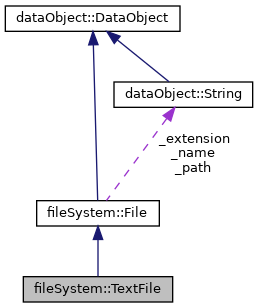 dataObject::DataObject
dataObject::String
_extension
_name
_path
fileSystem::File
fileSystem::TextFile